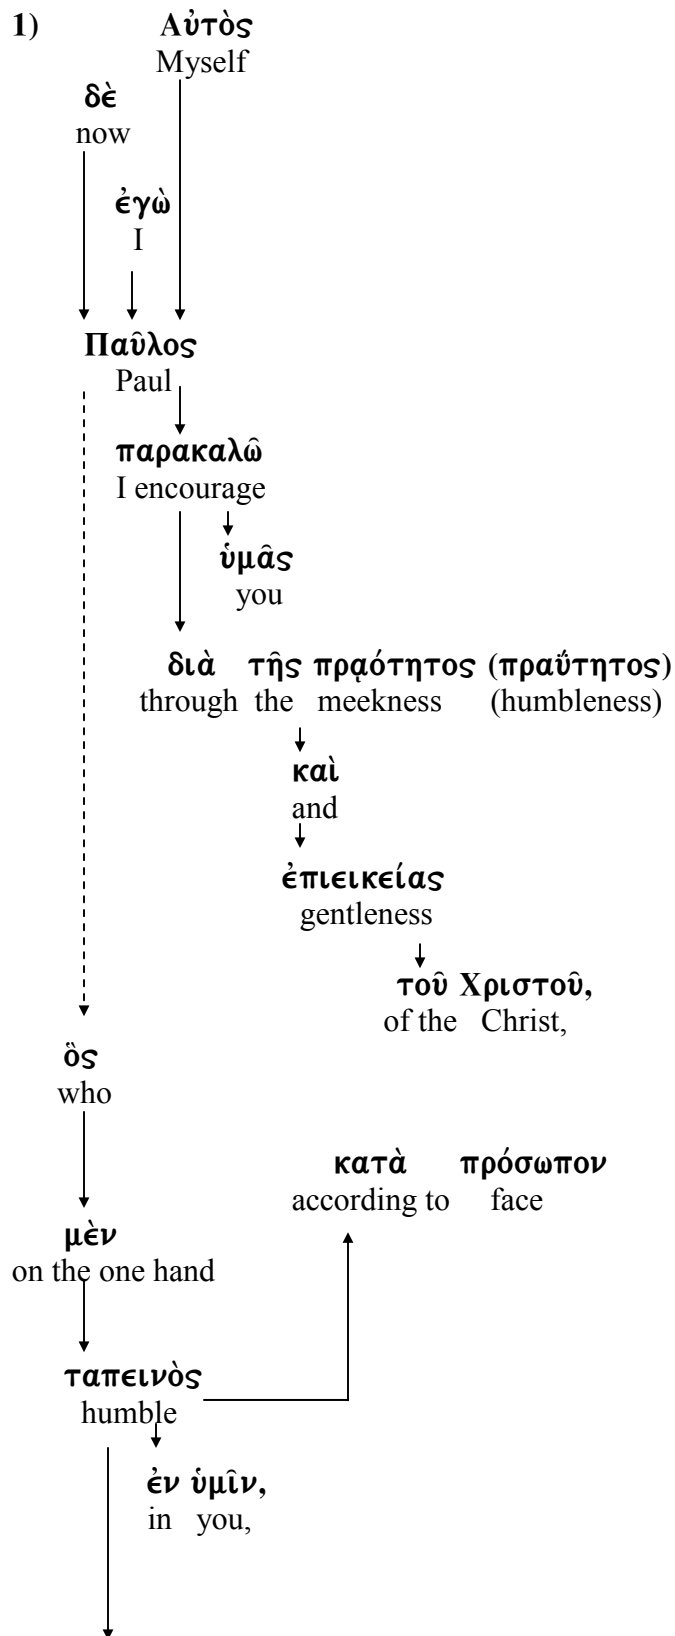 1) Αὐτὸς
Myself
δὲ
now
ἐγὼ
I
Παῦλος
Paul
παρακαλῶ
I encourage
ὑμᾶς
you
διὰ τῆς πρᾳότητος (πραΰτητος)
through the meekness (humbleness)
καὶ
and
ἐπιεικείας
gentleness
τοῦ Χριστοῦ,
of the Christ,
ὃς
who
κατὰ πρόσωπον
according to face
μὲν
on the one hand
ταπεινὸς
humble
ἐν ὑμῖν,
in you,